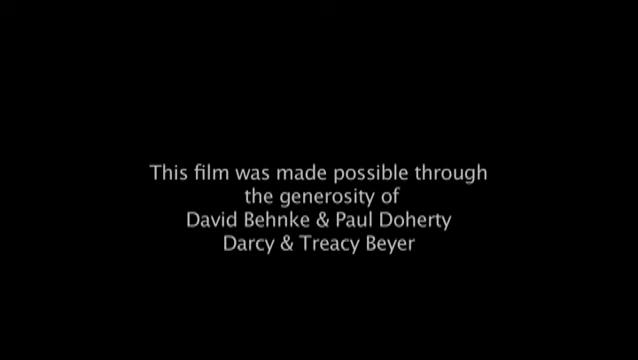 This film was made possible through
the generosity of
David Behnke & Paul Doherty
Darcy & Treacy Beyer